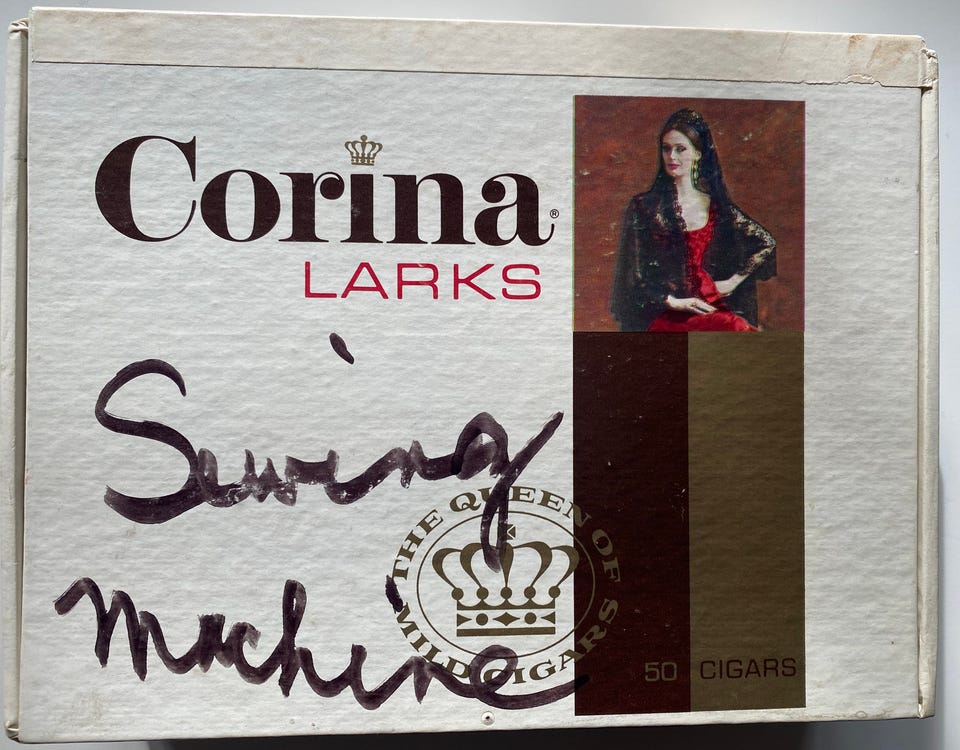 Corina®
LARKS
Sewing
THE QUEEN OF
MILD CIGARS
Machine
50 CIGARS